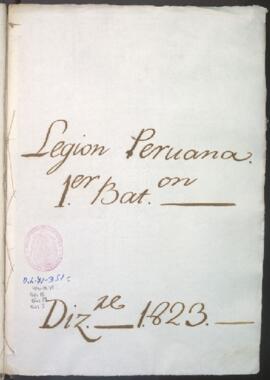 Legion Peruana.
1.er Bat.on
Diz.re 1823.